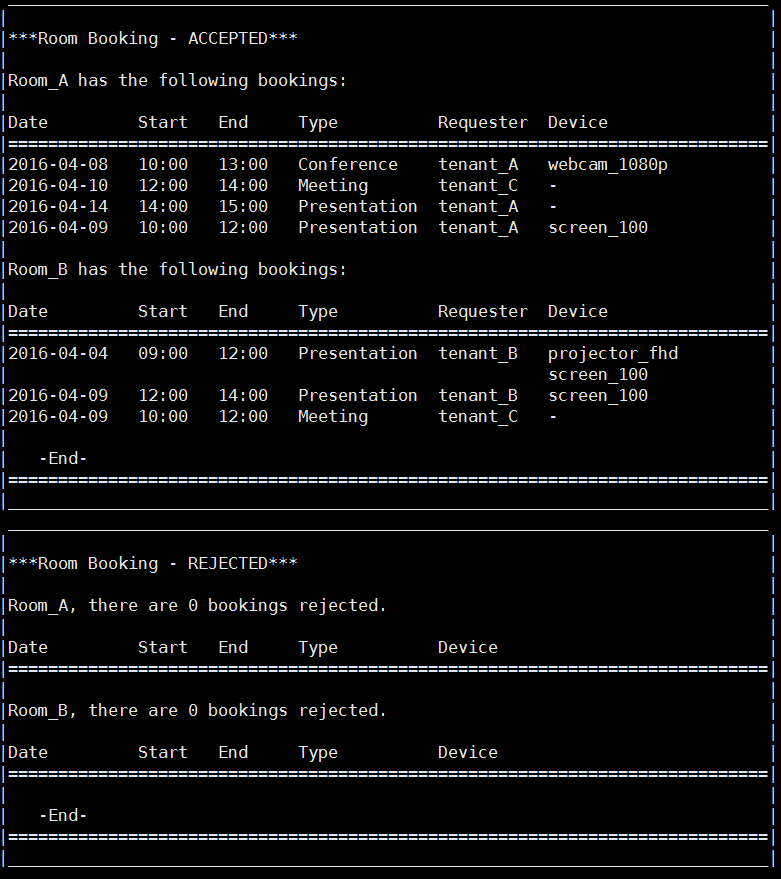 ***Room Booking - ACCEPTED***
Room_A has the following bookings:
Date Start End Type Requester Device
============================================================================
2016-04-08 10:00 13:00 Conference tenant_A webcam_1080p
2016-04-10 12:00 14:00 Meeting tenant_C -
2016-04-14 14:00 15:00 Presentation tenant_A -
2016-04-09 10:00 12:00 Presentation tenant_A screen_100
Room_B has the following bookings:
Date Start End Type Requester Device
============================================================================
2016-04-04 09:00 12:00 Presentation tenant_B projector_fhd
screen_100
2016-04-09 12:00 14:00 Presentation tenant_B screen_100
2016-04-09 10:00 12:00 Meeting tenant_C -
-End-
============================================================================
***Room Booking - REJECTED***
Room_A, there are 0 bookings rejected.
Date Start End Type Device
============================================================================
Room_B, there are 0 bookings rejected.
Date Start End Type Device
============================================================================
-End-
============================================================================